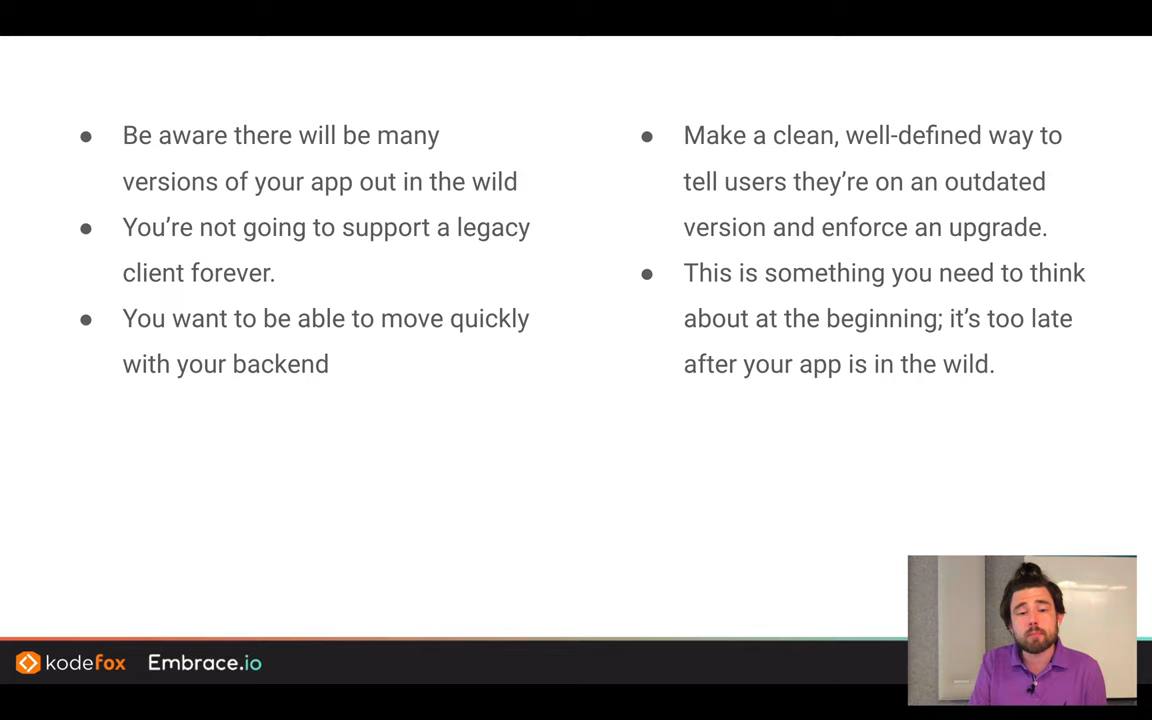 ● Be aware there will be many
versions of your app out in the wild
● You’re not going to support a legacy
client forever.
● You want to be able to move quickly
with your backend
● Make a clean, well-defined way to
tell users they’re on an outdated
version and enforce an upgrade.
● This is something you need to think
about at the beginning; it’s too late
after your app is in the wild.
kodefox Embrace.io